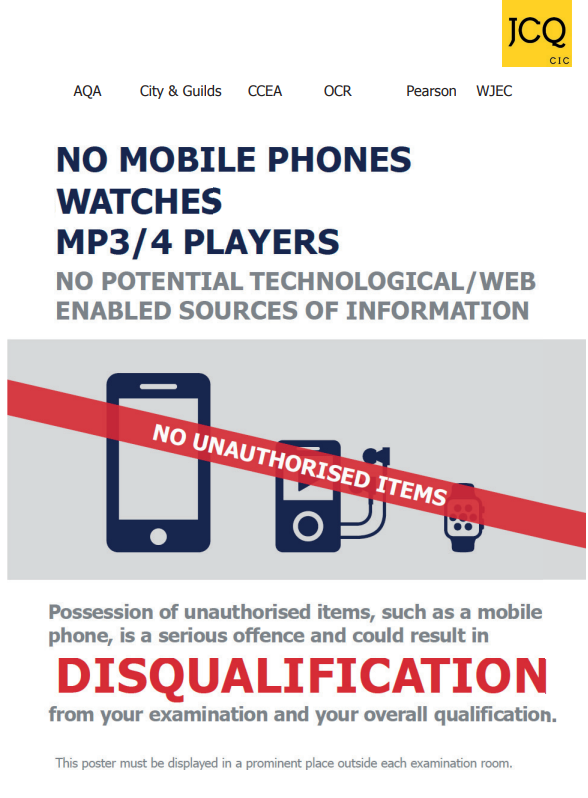 JCQ
CIC
AQA City & Guilds CCEA OCR Pearson WJEC
NO MOBILE PHONES
WATCHES
MP3/4 PLAYERS
NO POTENTIAL TECHNOLOGICAL/WEB
ENABLED SOURCES OF INFORMATION
NO UNAUTHORISED ITEMS
Possession of unauthorised items, such as a mobile
phone, is a serious offence and could result in
DISQUALIFICATION
from your examination and your overall qualification.
This poster must be displayed in a prominent place outside each examination room.